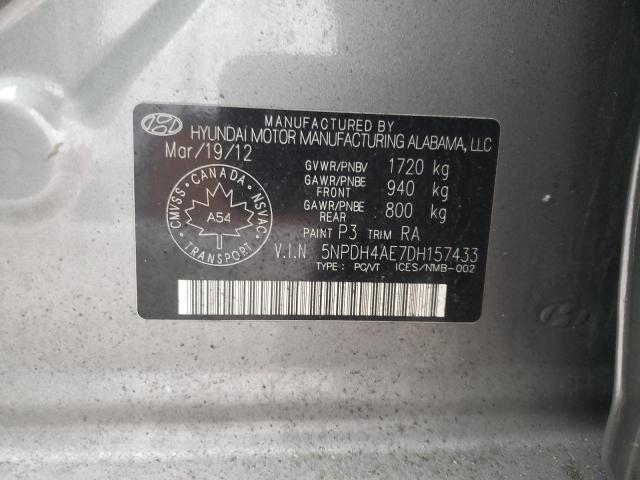 MANUFACTURED BY
HYUNDAI MOTOR MANUFACTURING ALABAMA, LLC
Mar/19/12
GVWR/PNBV 1720 kg
GAWR/PNBE FRONT 940 kg
GAWR/PNBE REAR 800 kg
PAINT P3 TRIM RA
V.I.N 5NPDH4AE7DH157433
TYPE : PC/VT ICES/NMB-002
CMVSS · CANADA · NSVAC
A54
TRANSPORT